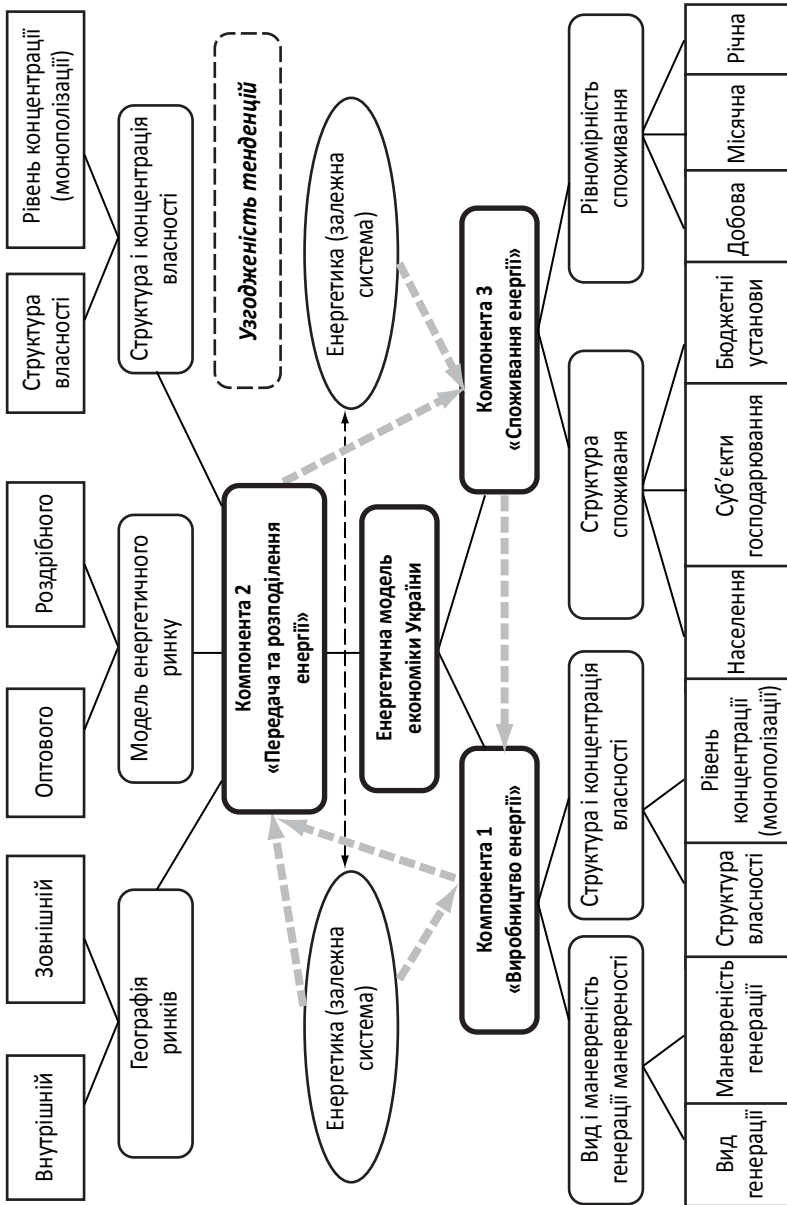 Внутрішній
Зовнішній
Оптового
Роздрібного
Структура
власності
Рівень концентрації
(монополізації)
Географія
ринків
Модель енергетичного
ринку
Структура і концентрація
власності
Компонента 2
«Передача та розподілення
енергії»
Узгодженість тенденцій
Енергетика (залежна
система)
Енергетична модель
економіки України
Енергетика (залежна
система)
Компонента 1
«Виробництво енергії»
Компонента 3
«Споживання енергії»
Вид і маневреність
генерації маневреності
Структура і концентрація
власності
Структура
споживаня
Рівномірність
споживання
Вид
генерації
Маневреність
генерації
Структура
власності
Рівень
концентрації
(монополізації)
Населення
Суб’єкти
господарювання
Бюджетні
установи
Добова
Місячна
Річна